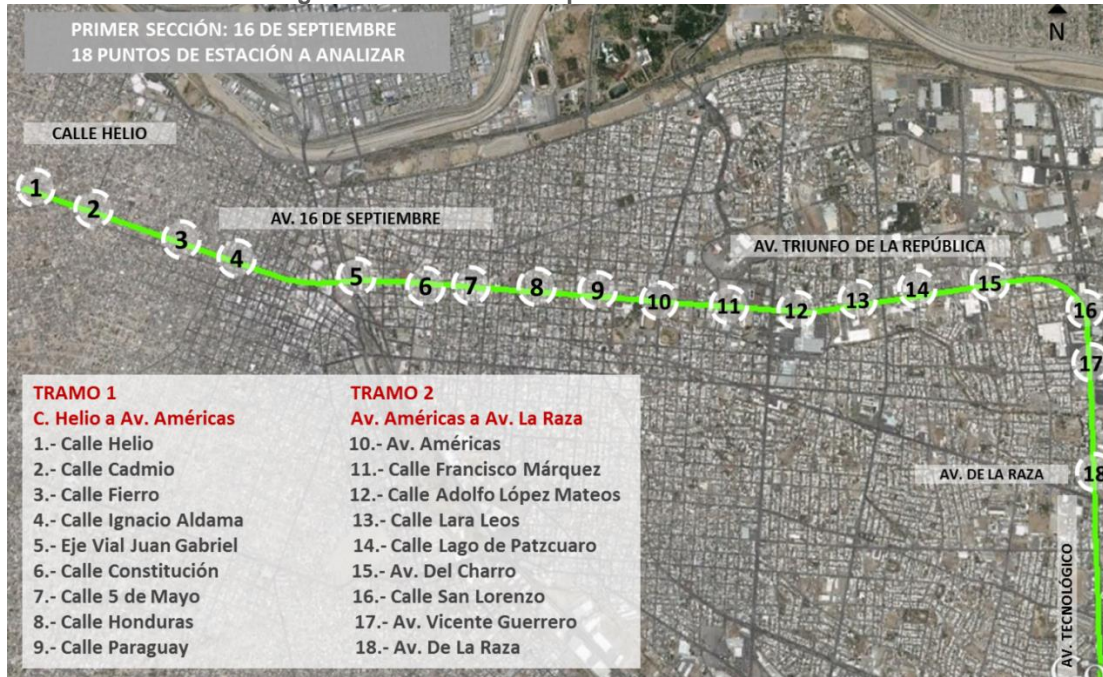 PRIMER SECCIÓN: 16 DE SEPTIEMBRE
18 PUNTOS DE ESTACIÓN A ANALIZAR
N
CALLE HELIO
AV. 16 DE SEPTIEMBRE
AV. TRIUNFO DE LA REPÚBLICA
1
2
3
4
5
6
7
8
9
10
11
12
13
14
15
16
17
18
AV. DE LA RAZA
AV. TECNOLÓGICO
TRAMO 1
C. Helio a Av. Américas
1.- Calle Helio
2.- Calle Cadmio
3.- Calle Fierro
4.- Calle Ignacio Aldama
5.- Eje Vial Juan Gabriel
6.- Calle Constitución
7.- Calle 5 de Mayo
8.- Calle Honduras
9.- Calle Paraguay
TRAMO 2
Av. Américas a Av. La Raza
10.- Av. Américas
11.- Calle Francisco Márquez
12.- Calle Adolfo López Mateos
13.- Calle Lara Leos
14.- Calle Lago de Patzcuaro
15.- Av. Del Charro
16.- Calle San Lorenzo
17.- Av. Vicente Guerrero
18.- Av. De La Raza